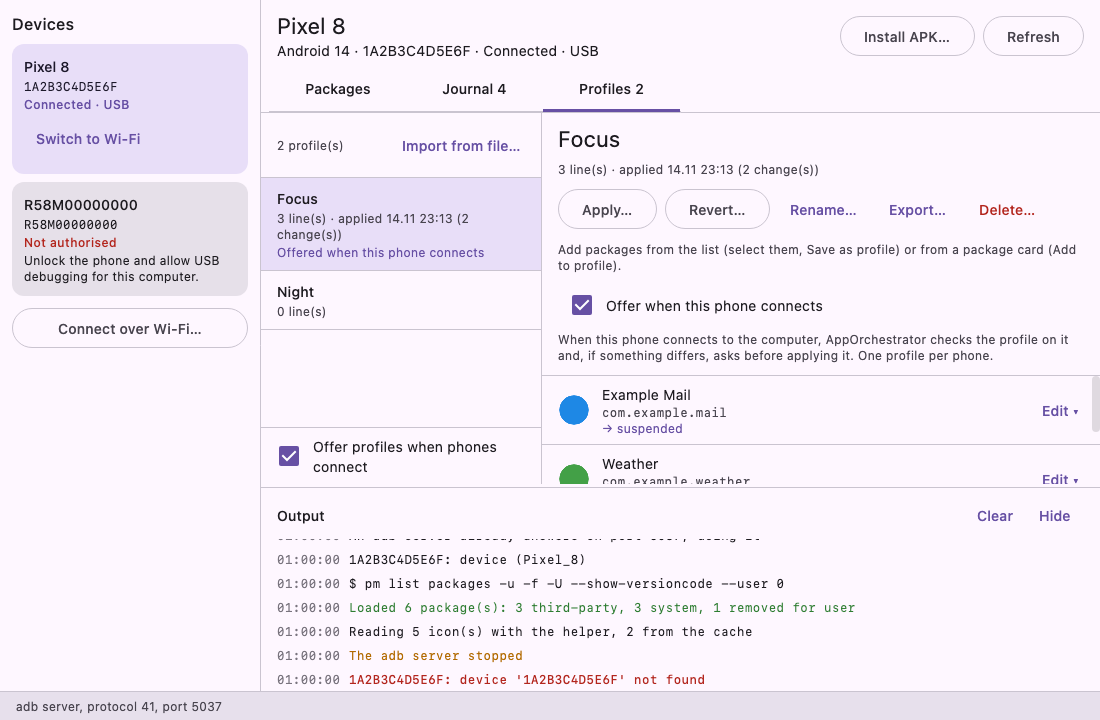 Devices
Pixel 8
1A2B3C4D5E6F
Connected · USB
Switch to Wi-Fi
R58M00000000
R58M00000000
Not authorised
Unlock the phone and allow USB
debugging for this computer.
Connect over Wi-Fi...
Pixel 8
Android 14 · 1A2B3C4D5E6F · Connected · USB
Install APK...
Refresh
Packages
Journal 4
Profiles 2
2 profile(s)
Import from file...
Focus
3 line(s) · applied 14.11 23:13 (2
change(s))
Offered when this phone connects
Night
0 line(s)
Offer profiles when phones
connect
Focus
3 line(s) · applied 14.11 23:13 (2 change(s))
Apply...
Revert...
Rename...
Export...
Delete...
Add packages from the list (select them, Save as profile) or from a package card (Add
to profile).
Offer when this phone connects
When this phone connects to the computer, AppOrchestrator checks the profile on it
and, if something differs, asks before applying it. One profile per phone.
Example Mail
com.example.mail
→ suspended
Edit ▾
Weather
com.example.weather
Edit ▾
Output
Clear
Hide
01:00:00 1A2B3C4D5E6F: device (Pixel_8)
01:00:00 $ pm list packages -u -f -U --show-versioncode --user 0
01:00:00 Loaded 6 package(s): 3 third-party, 3 system, 1 removed for user
01:00:00 Reading 5 icon(s) with the helper, 2 from the cache
01:00:00 The adb server stopped
01:00:00 1A2B3C4D5E6F: device '1A2B3C4D5E6F' not found
adb server, protocol 41, port 5037